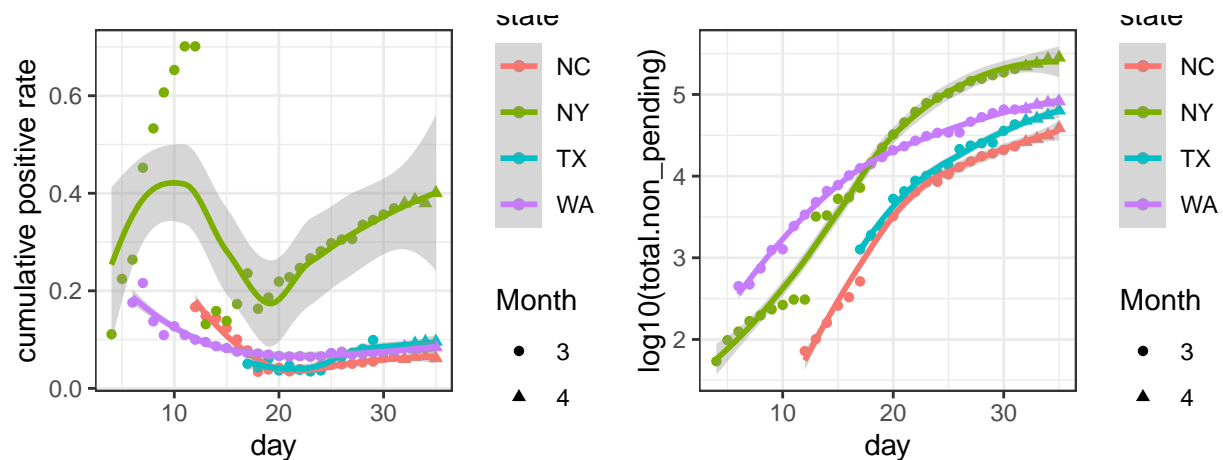 cumulative positive rate
0.6
0.4
0.2
0.0
10
20
30
day
state
NC
NY
TX
WA
Month
3
4
log10(total.non_pending)
5
4
3
2
10
20
30
day
state
NC
NY
TX
WA
Month
3
4